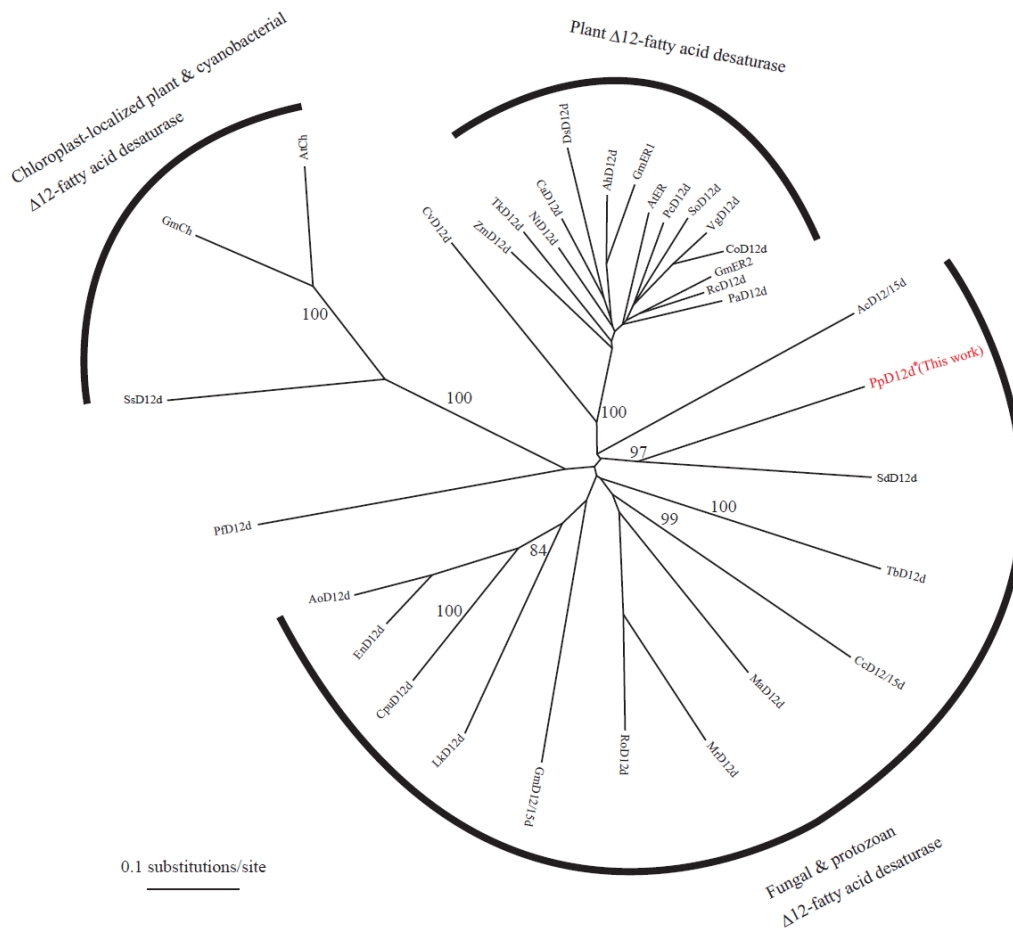 Chloroplast-localized plant & cyanobacterial
Δ12-fatty acid desaturase
Plant Δ12-fatty acid desaturase
AtCh
GmCh
100
SsD12d
100
PfD12d
CvD12d
ZmD12d
TkD12d
NtD12d
CaD12d
DsD12d
AhD12d
GmER1
AtER
PcD12d
SoD12d
VgD12d
CoD12d
GmER2
RcD12d
PaD12d
100
AcD12/15d
PpD12d*(This work)
97
SdD12d
100
TbD12d
99
CcD12/15d
MaD12d
MrD12d
RoD12d
GmD12/15d
LkD12d
84
CpuD12d
100
EnD12d
AoD12d
Fungal & protozoan
Δ12-fatty acid desaturase
0.1 substitutions/site